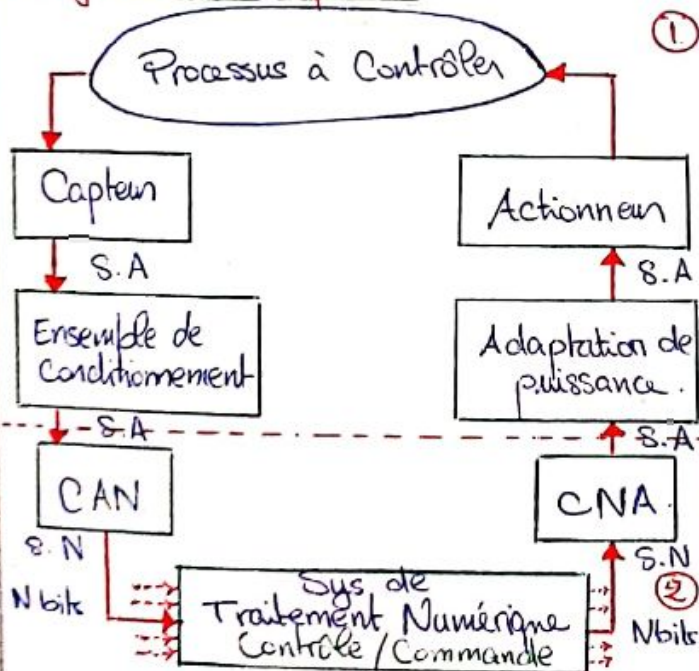 ①
Processus à Contrôler
Capteur
Actionneur
S.A
S.A
Ensemble de
Conditionnement
Adaptation de
puissance.
S.A
S.A
CAN
CNA.
S.N
S.N
②
N bits
Nbits
Sys de
Traitement Numérique
Contrôle / Commande